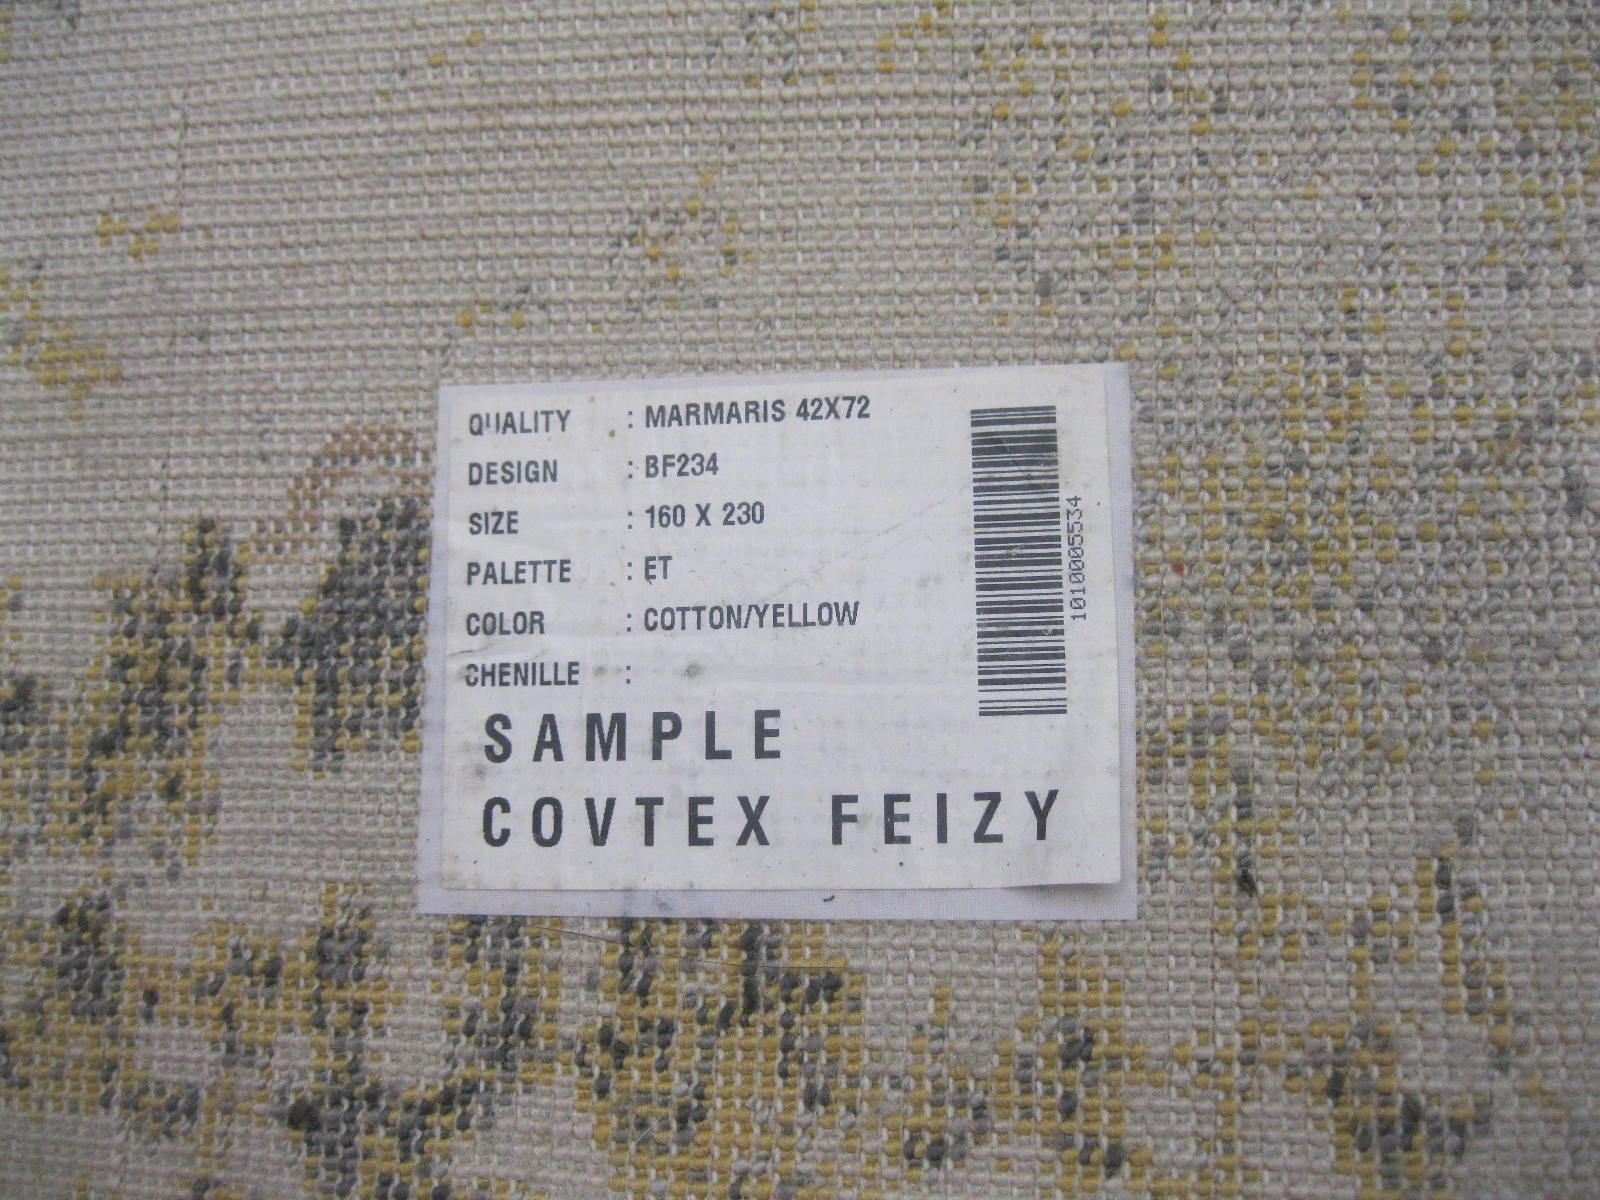 QUALITY : MARMARIS 42X72
DESIGN : BF234
SIZE : 160 X 230
PALETTE : ET
COLOR : COTTON/YELLOW
CHENILLE :
SAMPLE
COVTEX FEIZY
1010005534